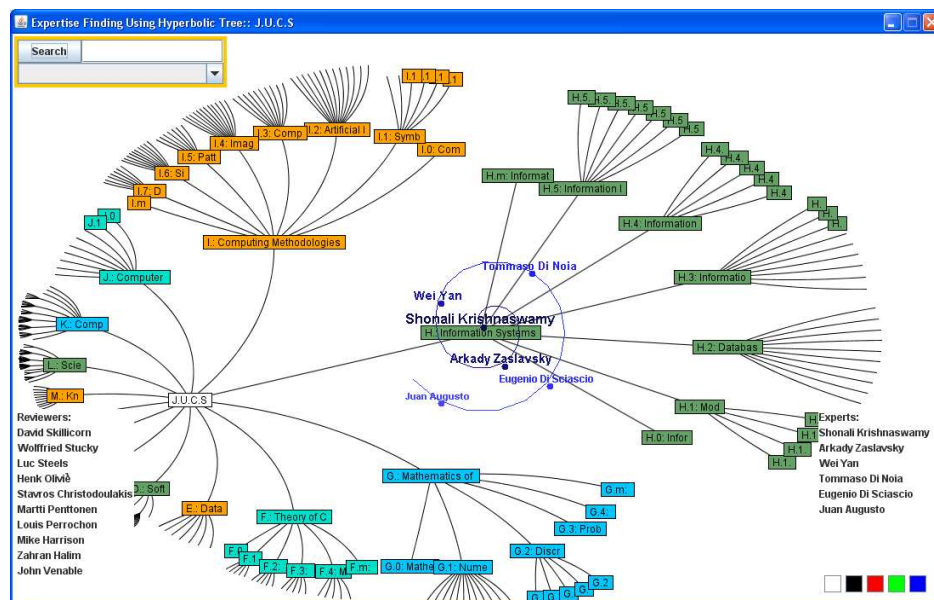 Expertise Finding Using Hyperbolic Tree:: J.U.C.S
Search
I.1
1
1
.1
I.3: Comp
I.2: Artificial I
I.4: Imag
I.1: Symb
I.5: Patt
I.0: Com
I.6: Si
I.7: D
I.m
I.: Computing Methodologies
H.5.
H.5.
H.5
H.5
H.5
H.5
H.5
H.m: Informat
H.5: Information I
H.4.
H.4.
H.4
H.4
H.4
H.4: Information
H.
H.
H.
H.3: Informatio
J.0
J.1
J.: Computer
Tommaso Di Noia
Wei Yan
Shonali Krishnaswamy
H.: Information Systems
Arkady Zaslavsky
Eugenio Di Sciascio
Juan Augusto
K.: Comp
L.: Scie
M.: Kn
J.U.C.S
H.2: Databas
H.1: Mod
H.0: Infor
H
H.1
H.1.
H.1.
Reviewers:
David Skillicorn
Wolffried Stucky
Luc Steels
Henk Olivié
Stavros Christodoulakis
Martti Penttonen
Louis Perrochon
Mike Harrison
Zahran Halim
John Venable
Experts:
Shonali Krishnaswamy
Arkady Zaslavsky
Wei Yan
Tommaso Di Noia
Eugenio Di Sciascio
Juan Augusto
D.: Soft
E.: Data
F.: Theory of C
F.0
F.1
F.2:
F.3:
F.4: M
F.m:
G.: Mathematics of
G.m:
G.4:
G.3: Prob
G.2: Discr
G.0: Mathe
G.1: Nume
G.2
G.
G